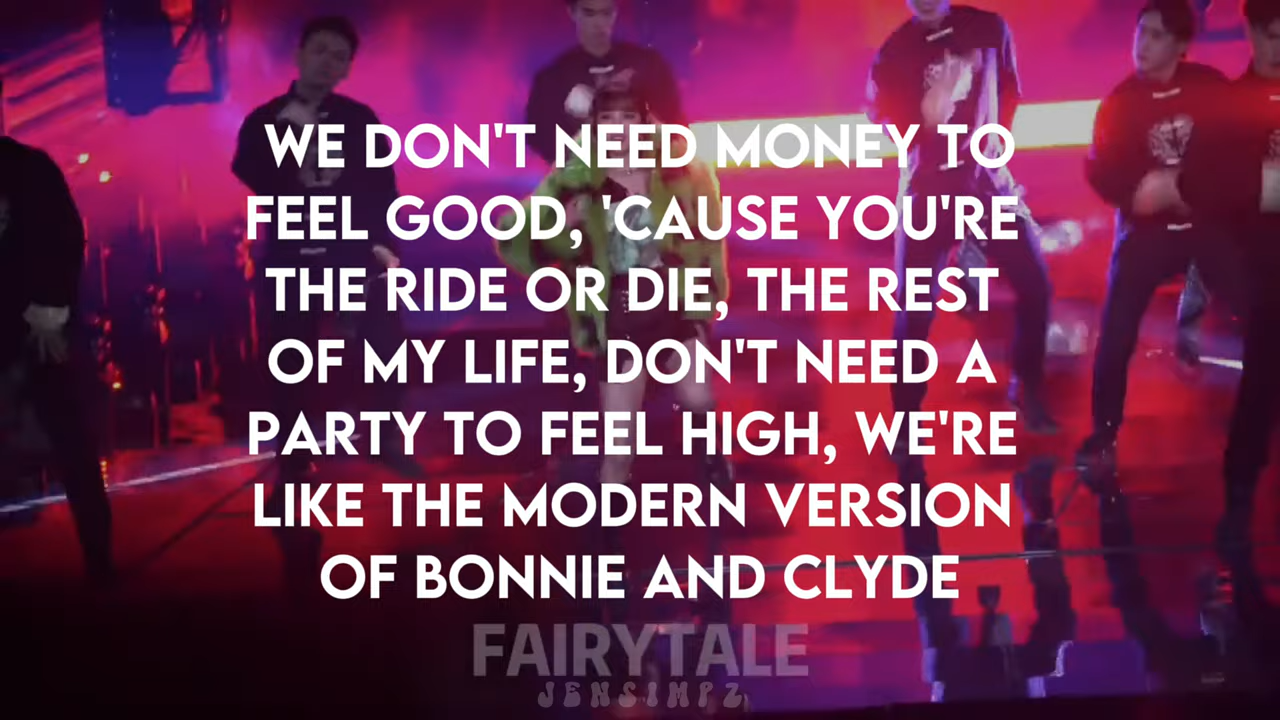 WE DON'T NEED MONEY TO
FEEL GOOD, 'CAUSE YOU'RE
THE RIDE OR DIE, THE REST
OF MY LIFE, DON'T NEED A
PARTY TO FEEL HIGH, WE'RE
LIKE THE MODERN VERSION
OF BONNIE AND CLYDE
FAIRYTALE
JENSIMPZ